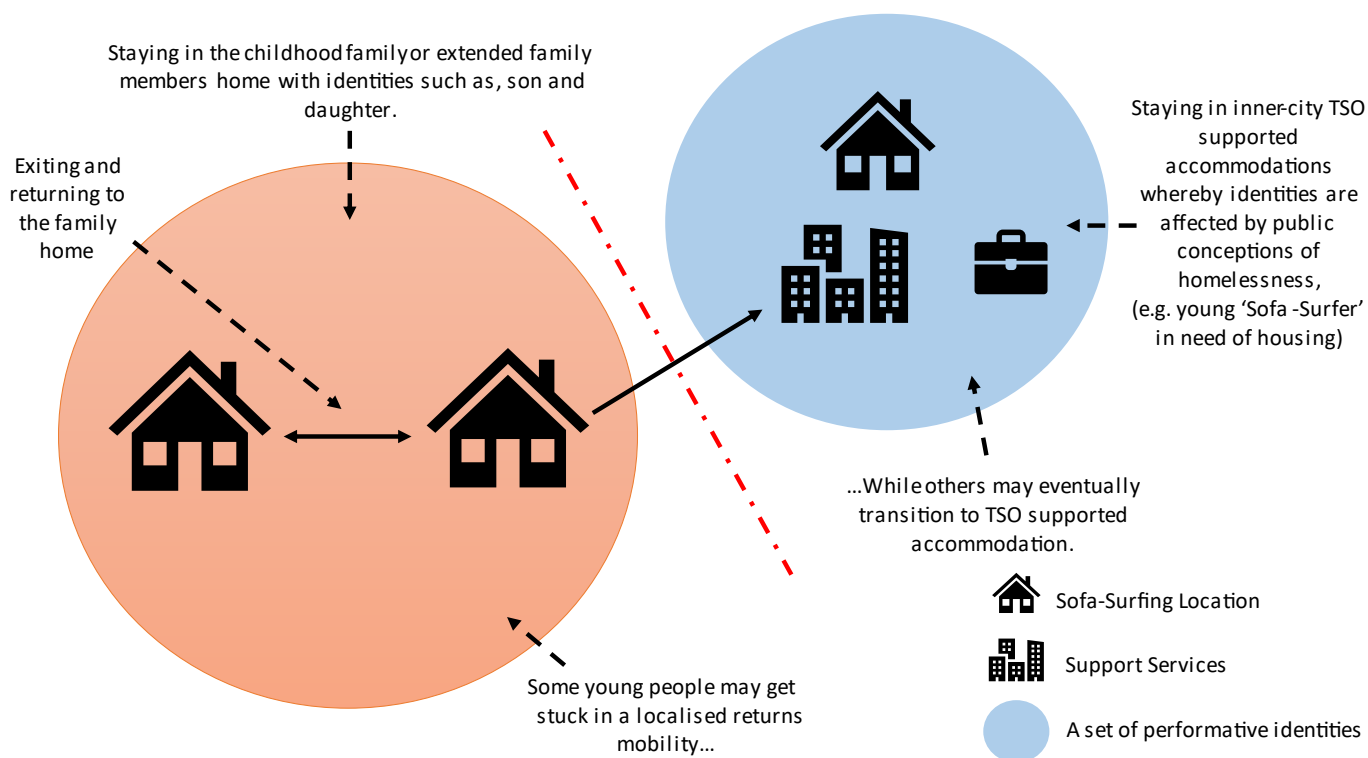 Staying in the childhood family or extended family
members home with identities such as, son and
daughter.
Exiting and
returning to
the family
home
Staying in inner-city TSO
supported
accommodations
whereby identities are
affected by public
conceptions of
homelessness,
(e.g. young ‘Sofa -Surfer’
in need of housing)
...While others may eventually
transition to TSO supported
accommodation.
Some young people may get
stuck in a localised returns
mobility...
Sofa-Surfing Location
Support Services
A set of performative identities